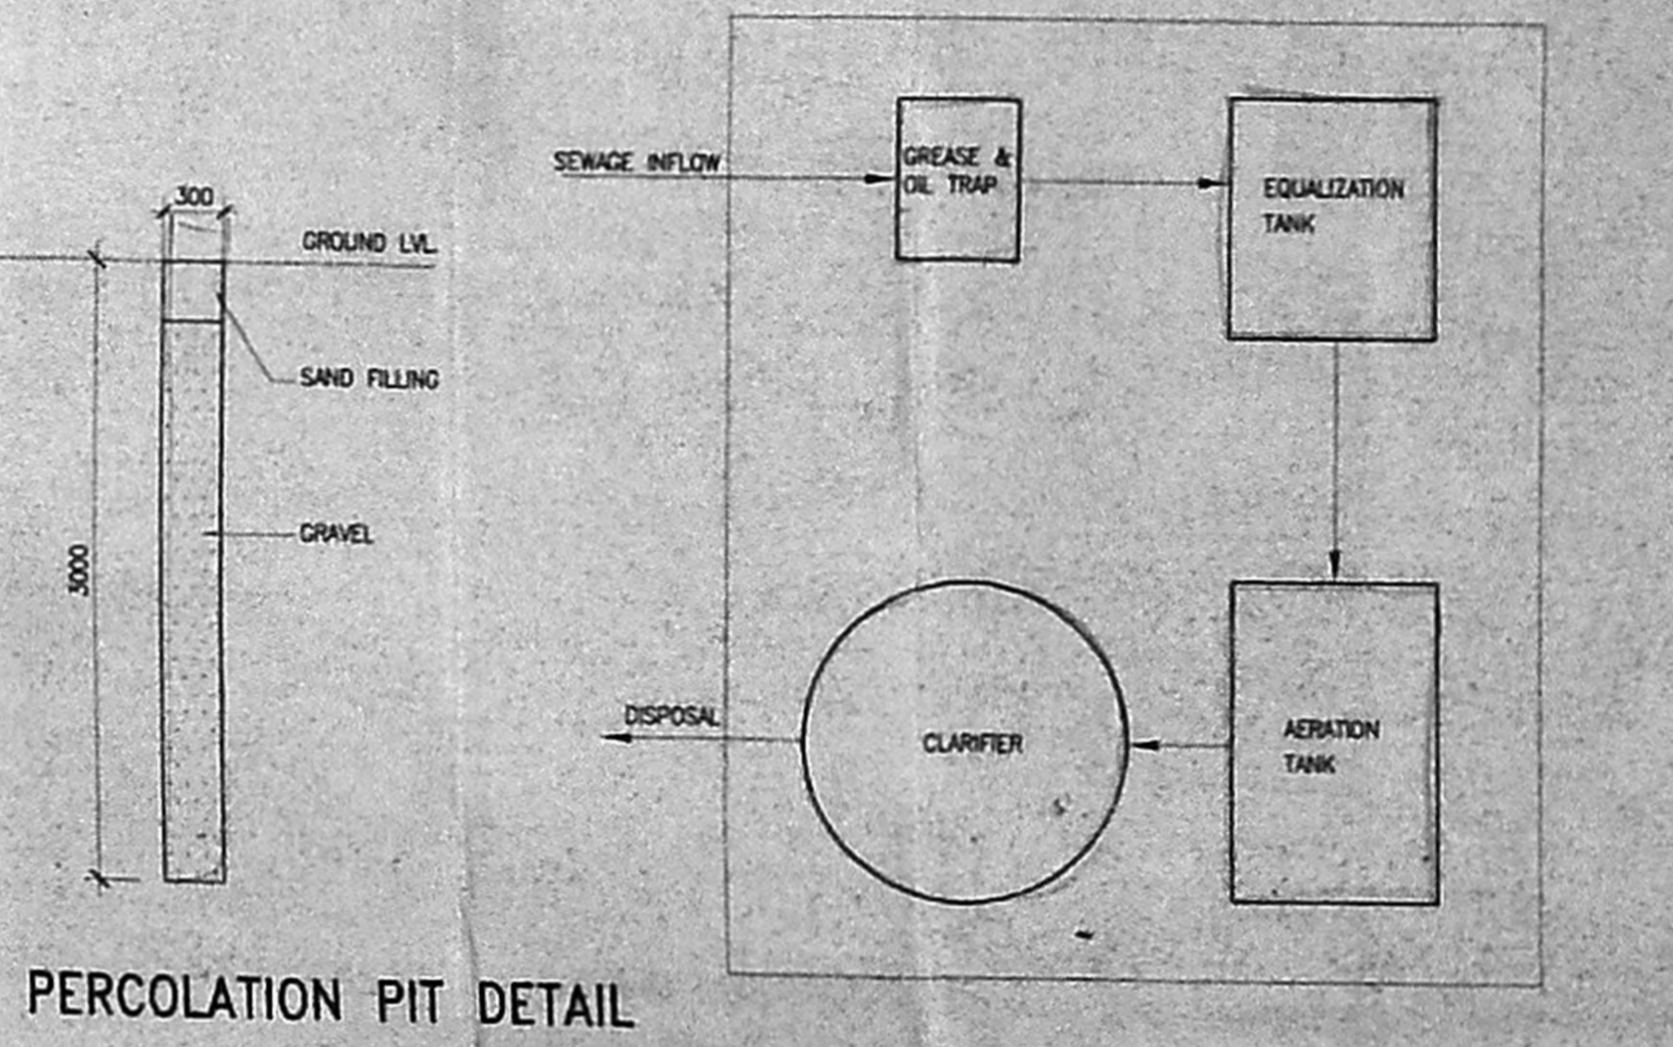 300
GROUND LVL.
SAND FILLING
GRAVEL
3000
PERCOLATION PIT DETAIL
SEWAGE INFLOW
GREASE &
OIL TRAP
EQUALIZATION
TANK
AERATION
TANK
CLARIFIER
DISPOSAL